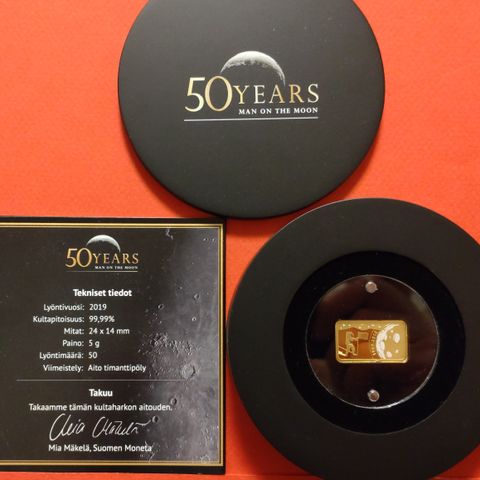 50YEARS
MAN ON THE MOON
50YEARS
MAN ON THE MOON
Tekniset tiedot
Lyöntivuosi: 2019
Kultapitoisuus: 99,99%
Mitat: 24 x 14 mm
Paino: 5 g
Lyöntimäärä: 50
Viimeistely: Aito timanttipöly
Takuu
Takaamme tämän kultaharkon aitouden.
Mia Mäkelä, Suomen Moneta